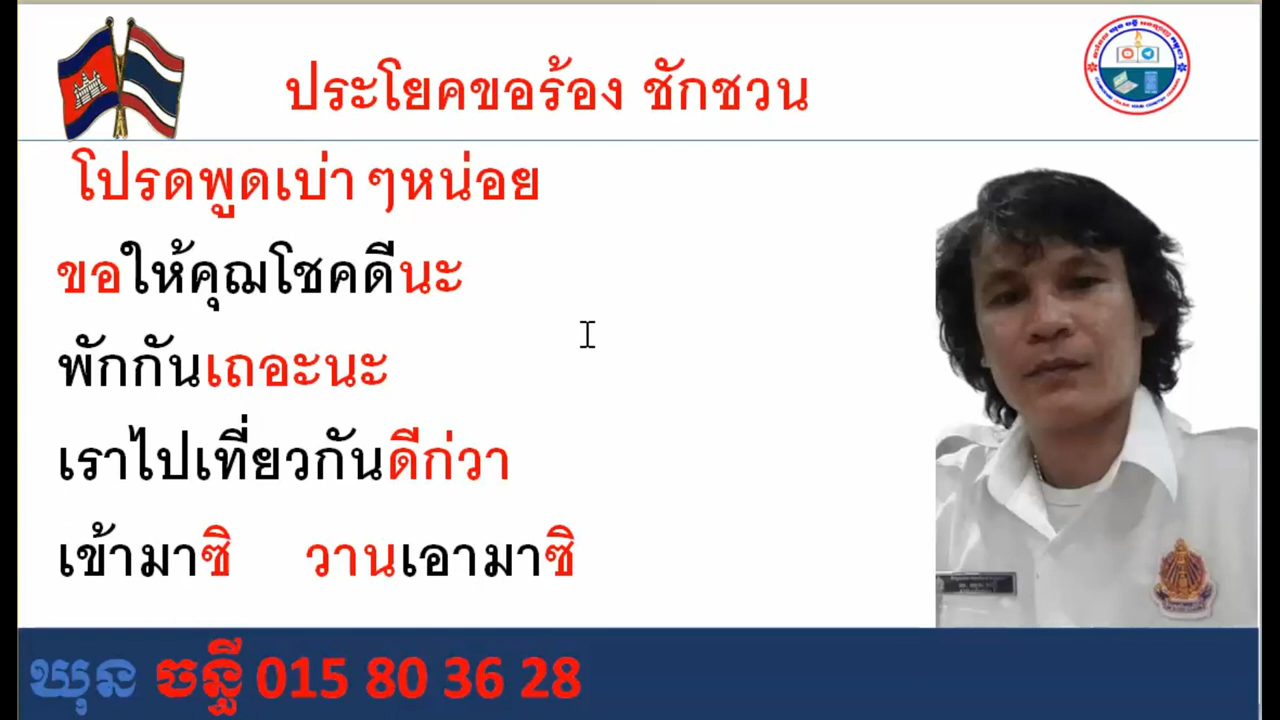 ประโยคขอร้อง ชักชวน
โปรดพูดเบ่า ๆหน่อย
ขอให้คุฌโชคดีนะ
พักกันเถอะนะ
เราไปเที่ยวกันดีก่วา
เข้ามาซิ วานเอามาซิ
ឃុន ចន្ធី 015 80 36 28